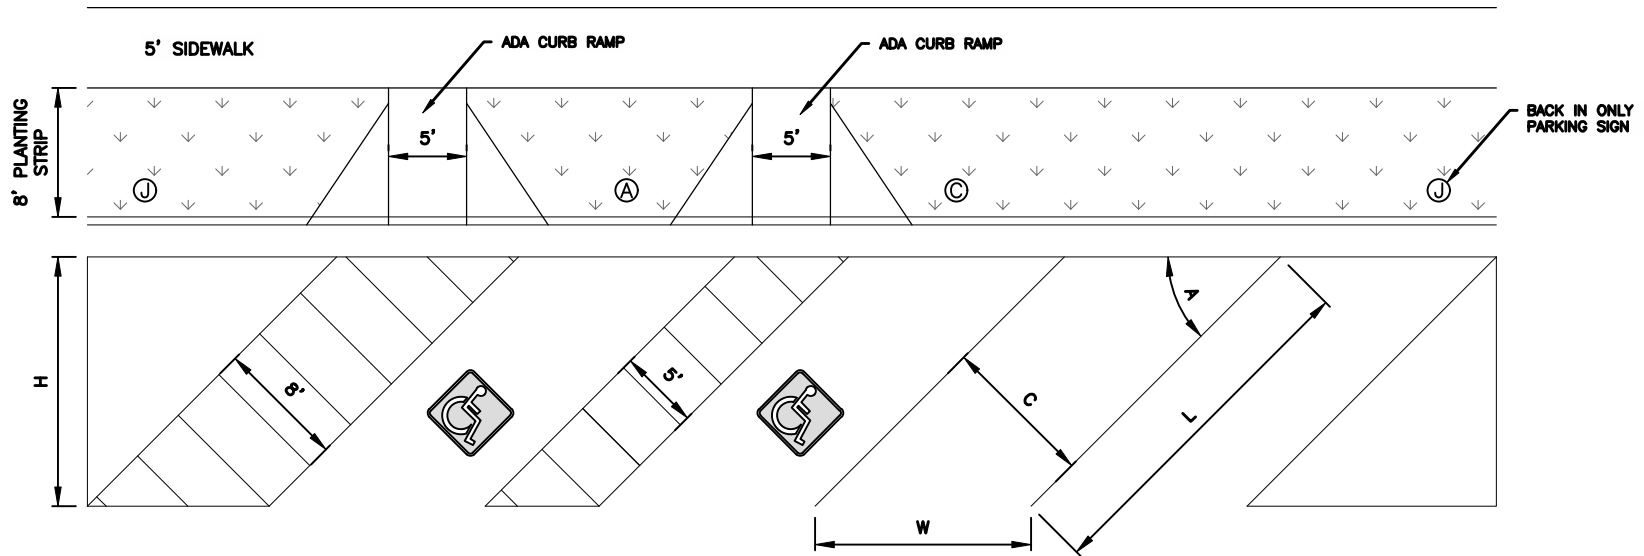 5' SIDEWALK
ADA CURB RAMP
ADA CURB RAMP
8' PLANTING
STRIP
5'
5'
BACK IN ONLY
PARKING SIGN
J
A
C
J
H
8'
5'
C
A
L
W